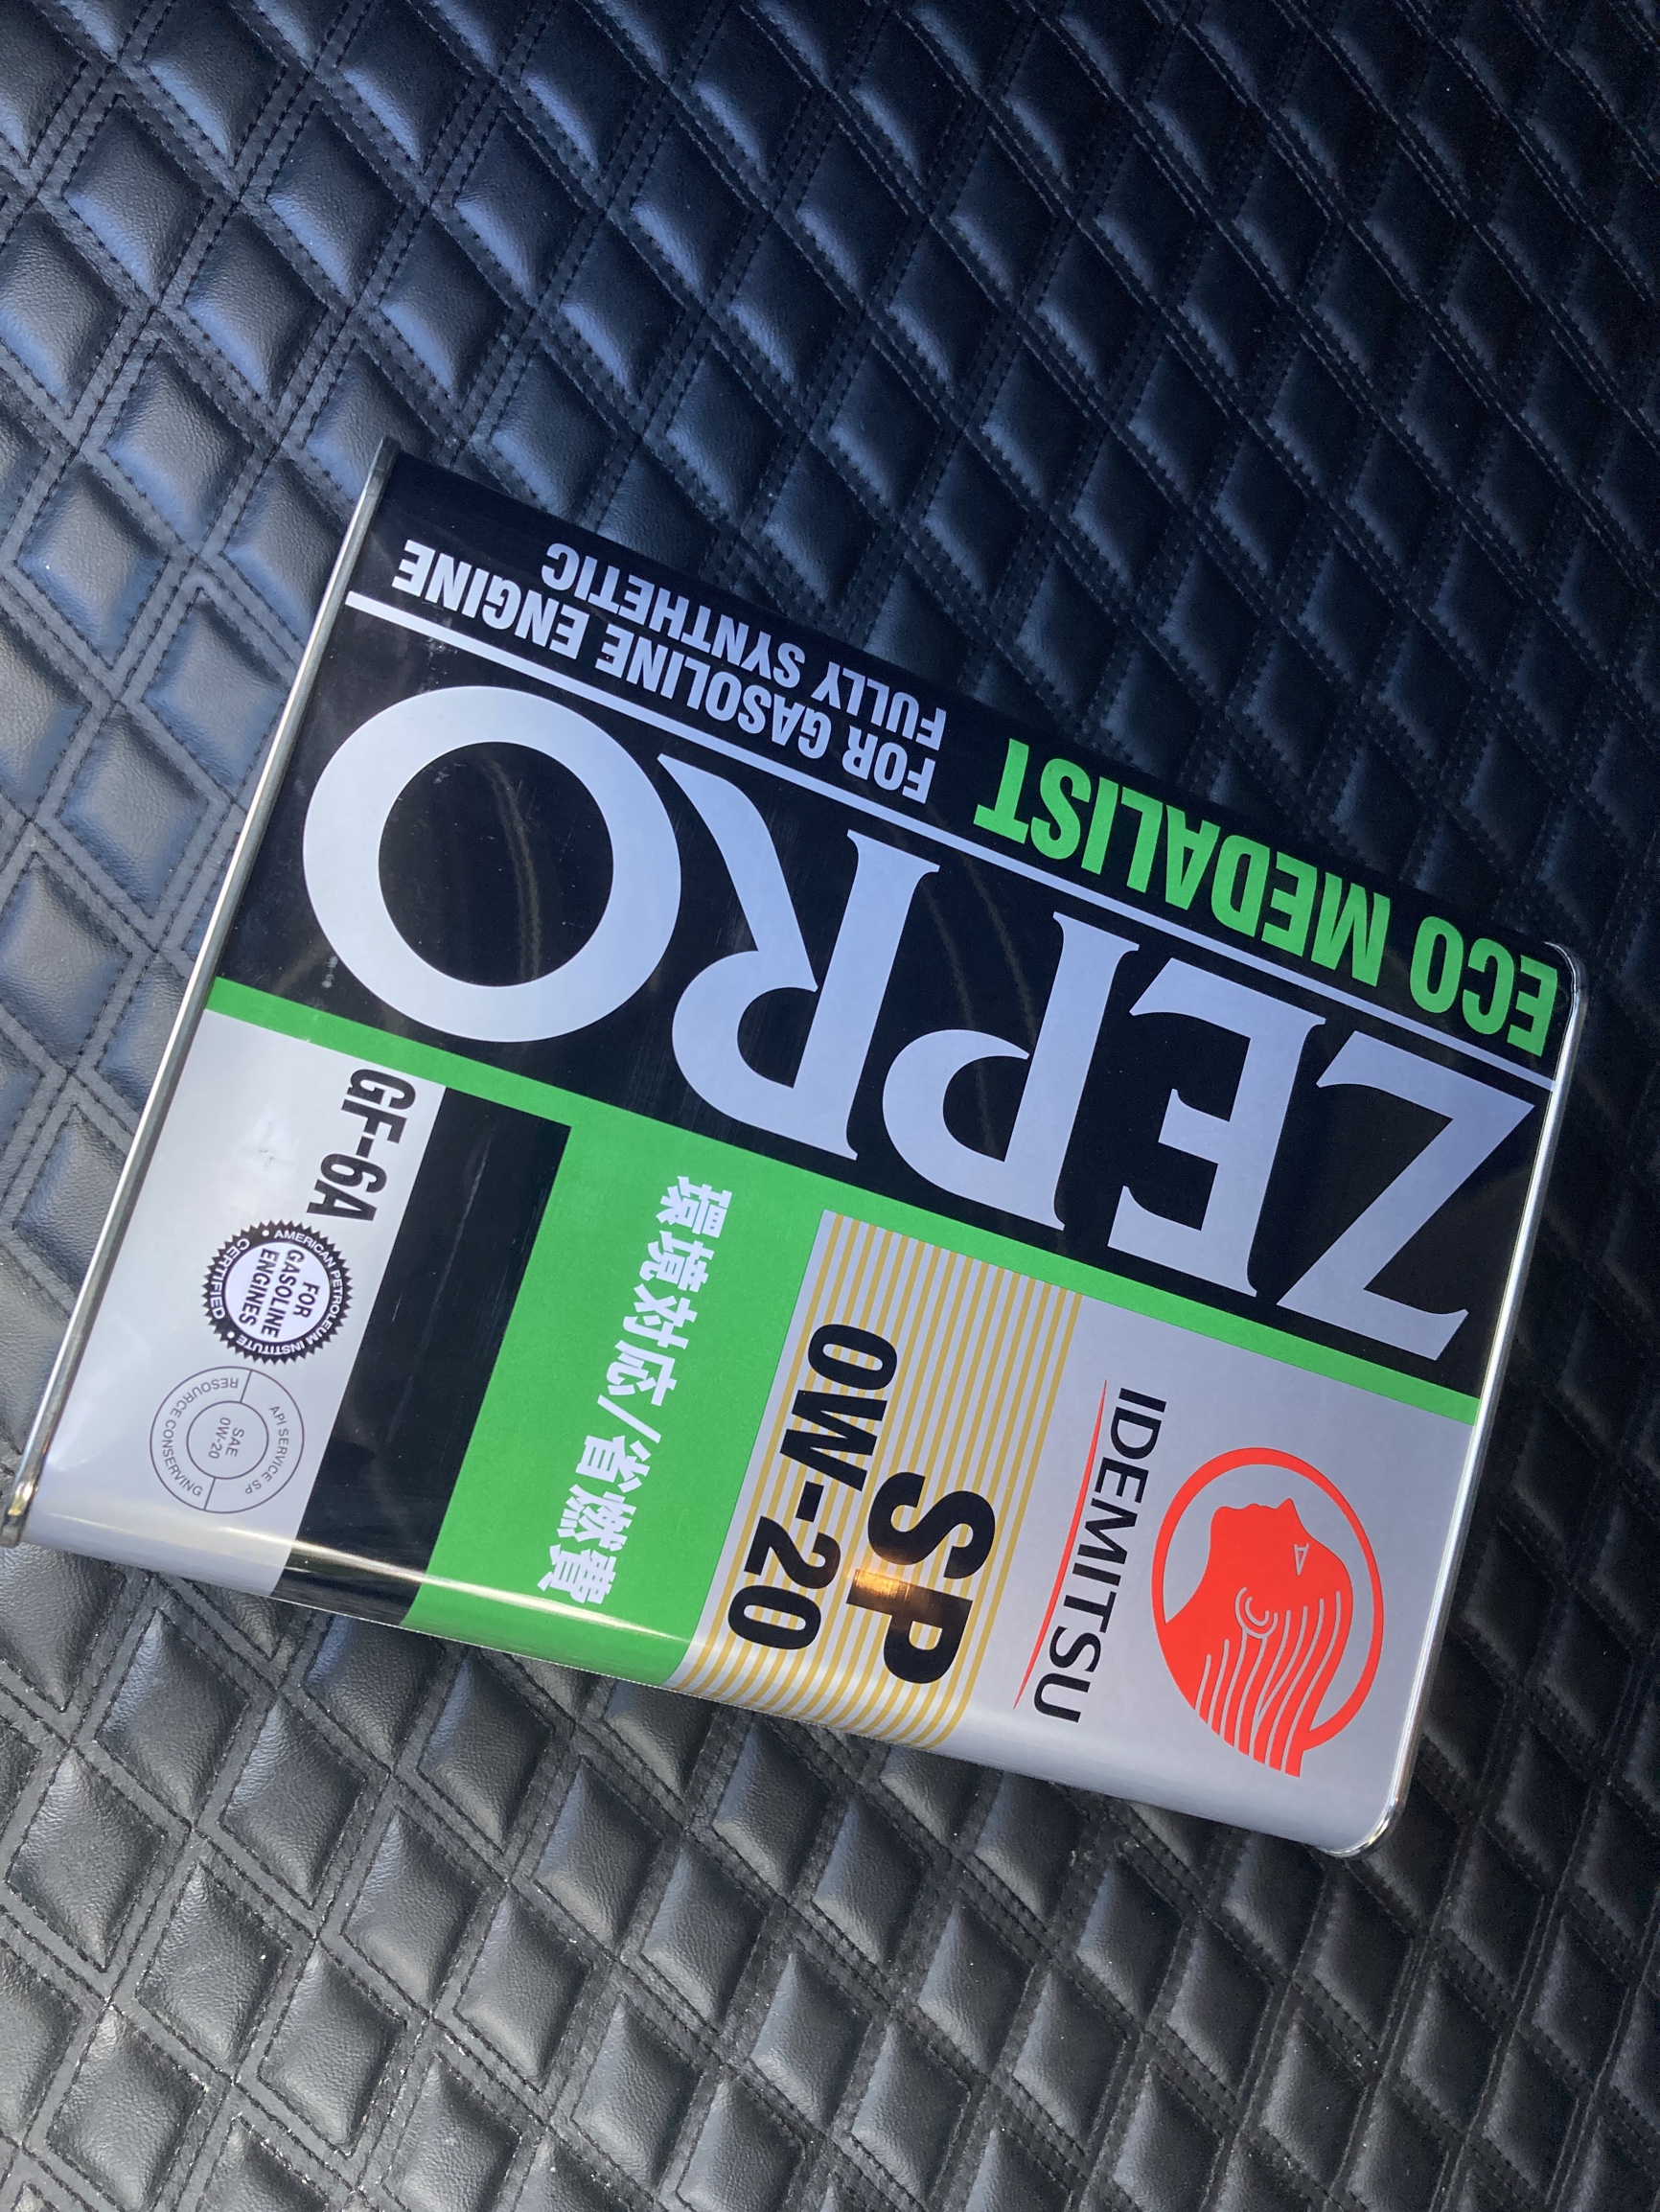 IDEMITSU
SP
0W-20
環境対応/省燃費
GF-6A
AMERICAN PETROLEUM INSTITUTE
CERTIFIED
FOR
GASOLINE
ENGINES
API SERVICE SP
RESOURCE CONSERVING
SAE
0W-20
ZEPRO
ECO MEDALIST
FOR GASOLINE ENGINE
FULLY SYNTHETIC